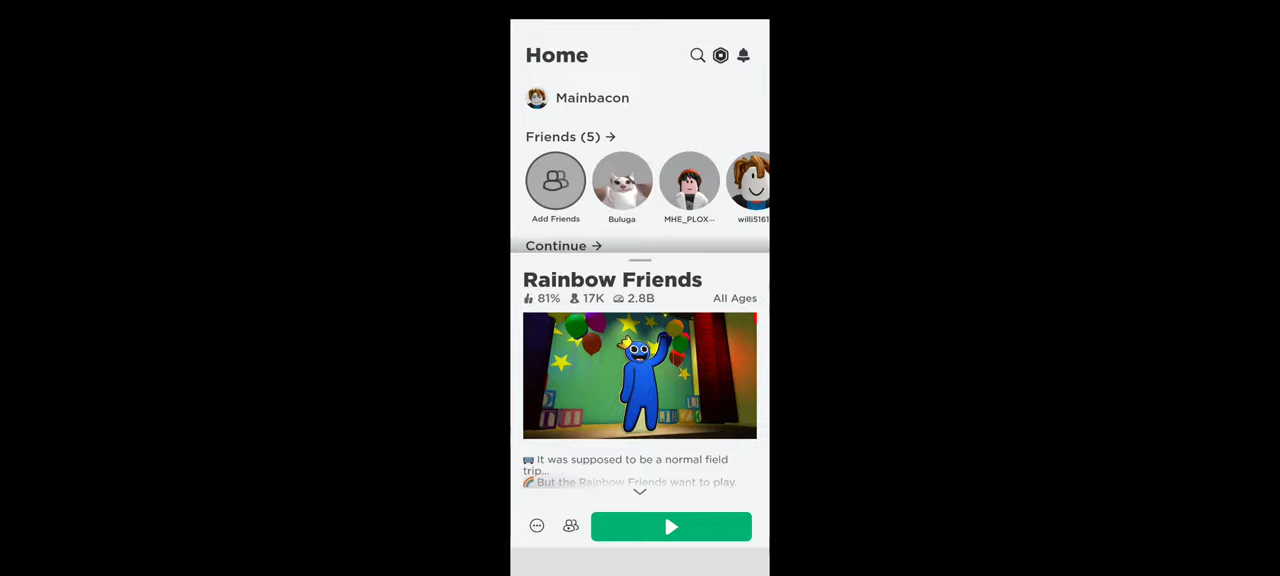 Home
Mainbacon
Friends (5) →
Add Friends
Buluga
MHE_PLOX...
willi5161
Continue →
Rainbow Friends
81% 17K 2.8B All Ages
It was supposed to be a normal field
trip...
But the Rainbow Friends want to play.